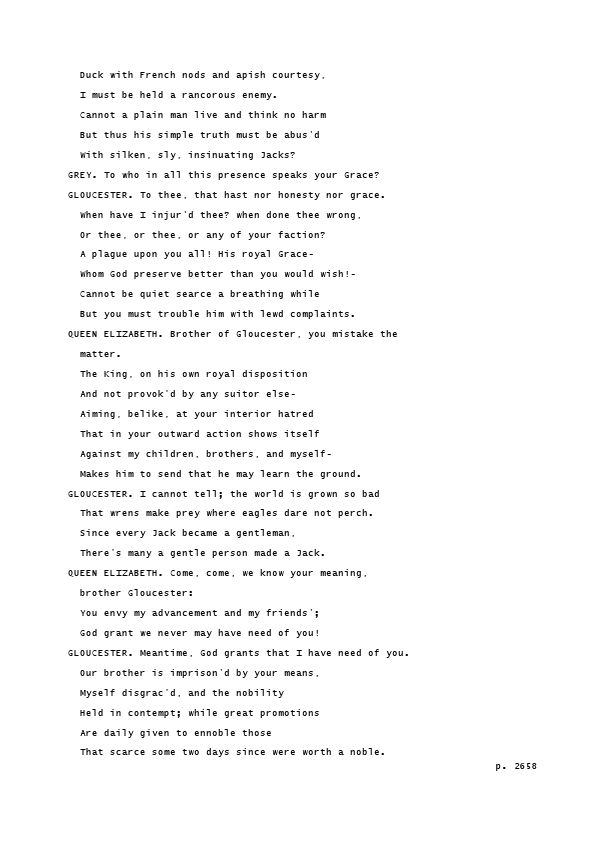 Duck with French nods and apish courtesy,
I must be held a rancorous enemy.
Cannot a plain man live and think no harm
But thus his simple truth must be abus'd
With silken, sly, insinuating Jacks?
GREY. To who in all this presence speaks your Grace?
GLOUCESTER. To thee, that hast nor honesty nor grace.
When have I injur'd thee? when done thee wrong,
Or thee, or thee, or any of your faction?
A plague upon you all! His royal Grace-
Whom God preserve better than you would wish!-
Cannot be quiet searce a breathing while
But you must trouble him with lewd complaints.
QUEEN ELIZABETH. Brother of Gloucester, you mistake the
matter.
The King, on his own royal disposition
And not provok'd by any suitor else-
Aiming, belike, at your interior hatred
That in your outward action shows itself
Against my children, brothers, and myself-
Makes him to send that he may learn the ground.
GLOUCESTER. I cannot tell; the world is grown so bad
That wrens make prey where eagles dare not perch.
Since every Jack became a gentleman,
There's many a gentle person made a Jack.
QUEEN ELIZABETH. Come, come, we know your meaning,
brother Gloucester:
You envy my advancement and my friends';
God grant we never may have need of you!
GLOUCESTER. Meantime, God grants that I have need of you.
Our brother is imprison'd by your means,
Myself disgrac'd, and the nobility
Held in contempt; while great promotions
Are daily given to ennoble those
That scarce some two days since were worth a noble.
p. 2658